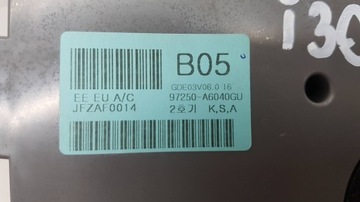 B05
EE EU A/C
JFZAF0014
GDE03V06.0 16
97250-A6040GU
2호기 K,S,A
i30